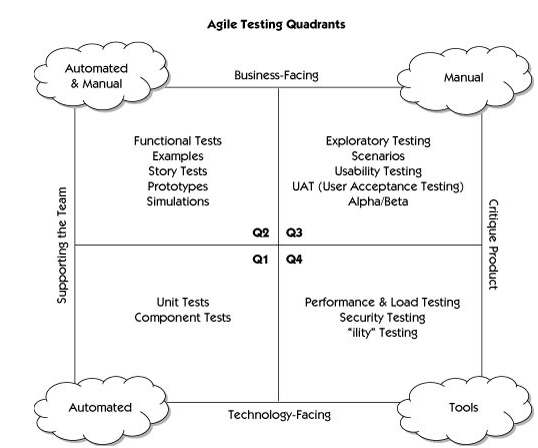 Agile Testing Quadrants
Automated
& Manual
Business-Facing
Manual
Functional Tests
Examples
Story Tests
Prototypes
Simulations
Exploratory Testing
Scenarios
Usability Testing
UAT (User Acceptance Testing)
Alpha/Beta
Supporting the Team
Critique Product
Q2
Q3
Q1
Q4
Unit Tests
Component Tests
Performance & Load Testing
Security Testing
"ility" Testing
Automated
Technology-Facing
Tools